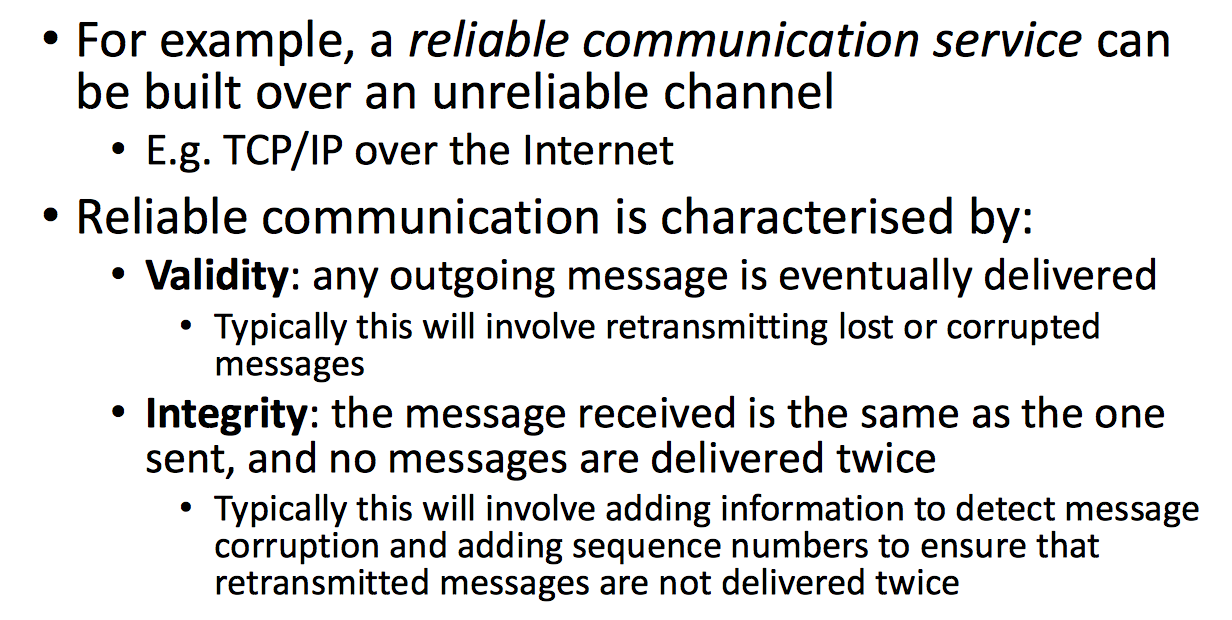 • For example, a reliable communication service can
be built over an unreliable channel
• E.g. TCP/IP over the Internet
• Reliable communication is characterised by:
• Validity: any outgoing message is eventually delivered
• Typically this will involve retransmitting lost or corrupted
messages
• Integrity: the message received is the same as the one
sent, and no messages are delivered twice
• Typically this will involve adding information to detect message
corruption and adding sequence numbers to ensure that
retransmitted messages are not delivered twice